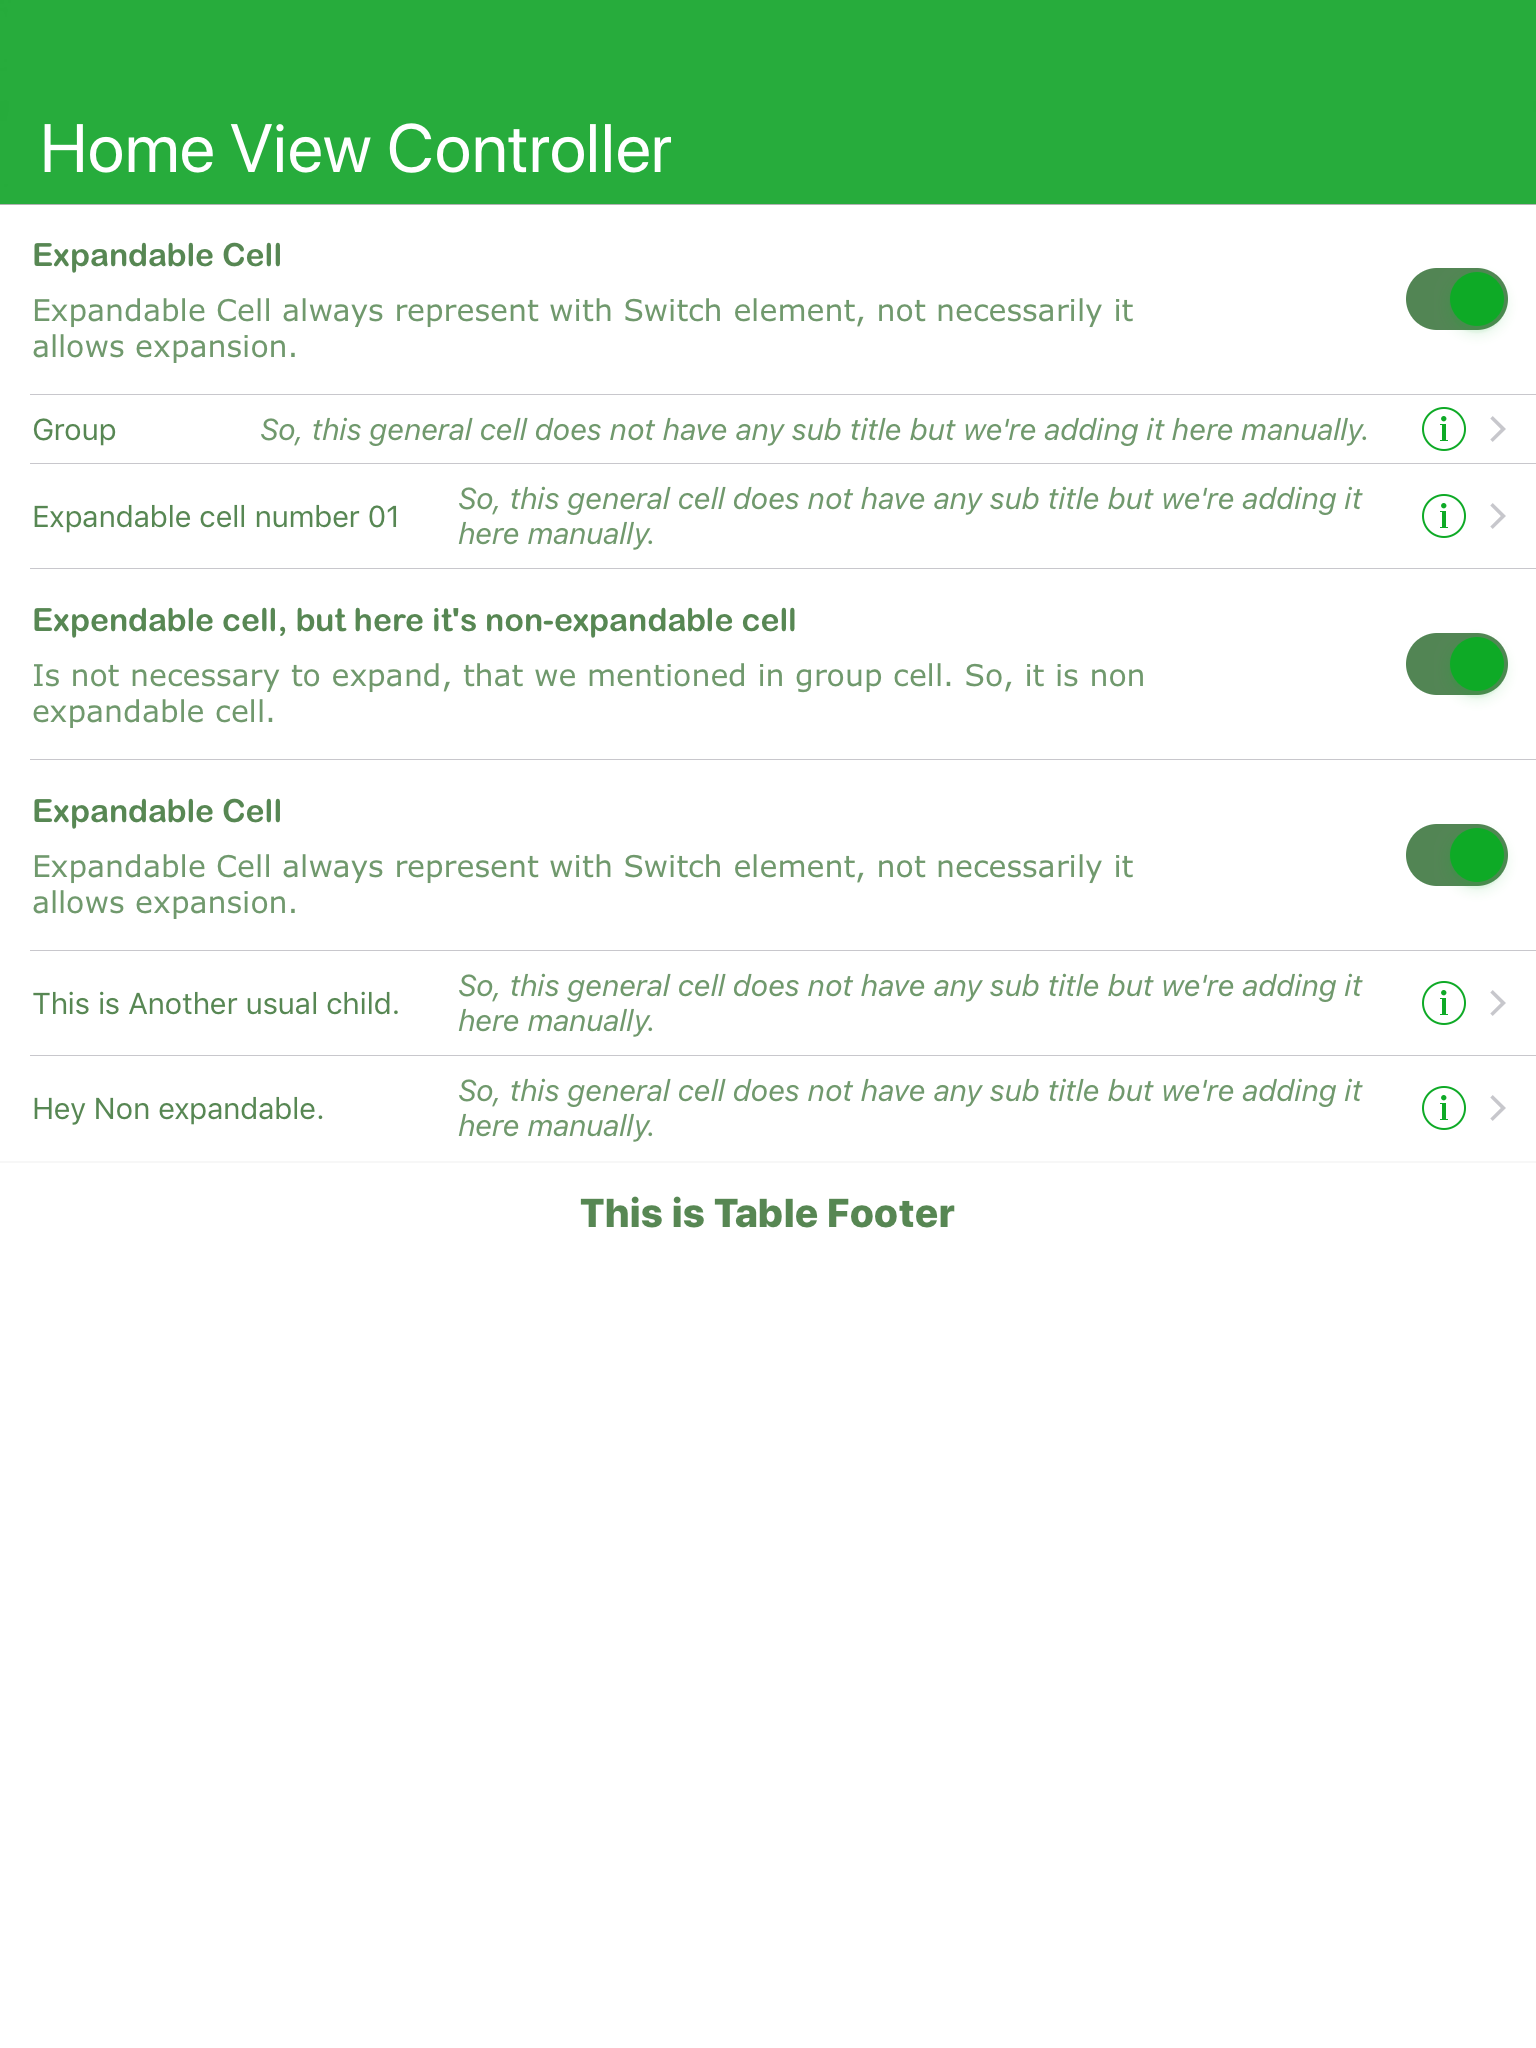 Home View Controller
Expandable Cell
Expandable Cell always represent with Switch element, not necessarily it
allows expansion.
Group So, this general cell does not have any sub title but we're adding it here manually.
Expandable cell number 01 So, this general cell does not have any sub title but we're adding it
here manually.
Expendable cell, but here it's non-expandable cell
Is not necessary to expand, that we mentioned in group cell. So, it is non
expandable cell.
Expandable Cell
Expandable Cell always represent with Switch element, not necessarily it
allows expansion.
This is Another usual child. So, this general cell does not have any sub title but we're adding it
here manually.
Hey Non expandable. So, this general cell does not have any sub title but we're adding it
here manually.
This is Table Footer